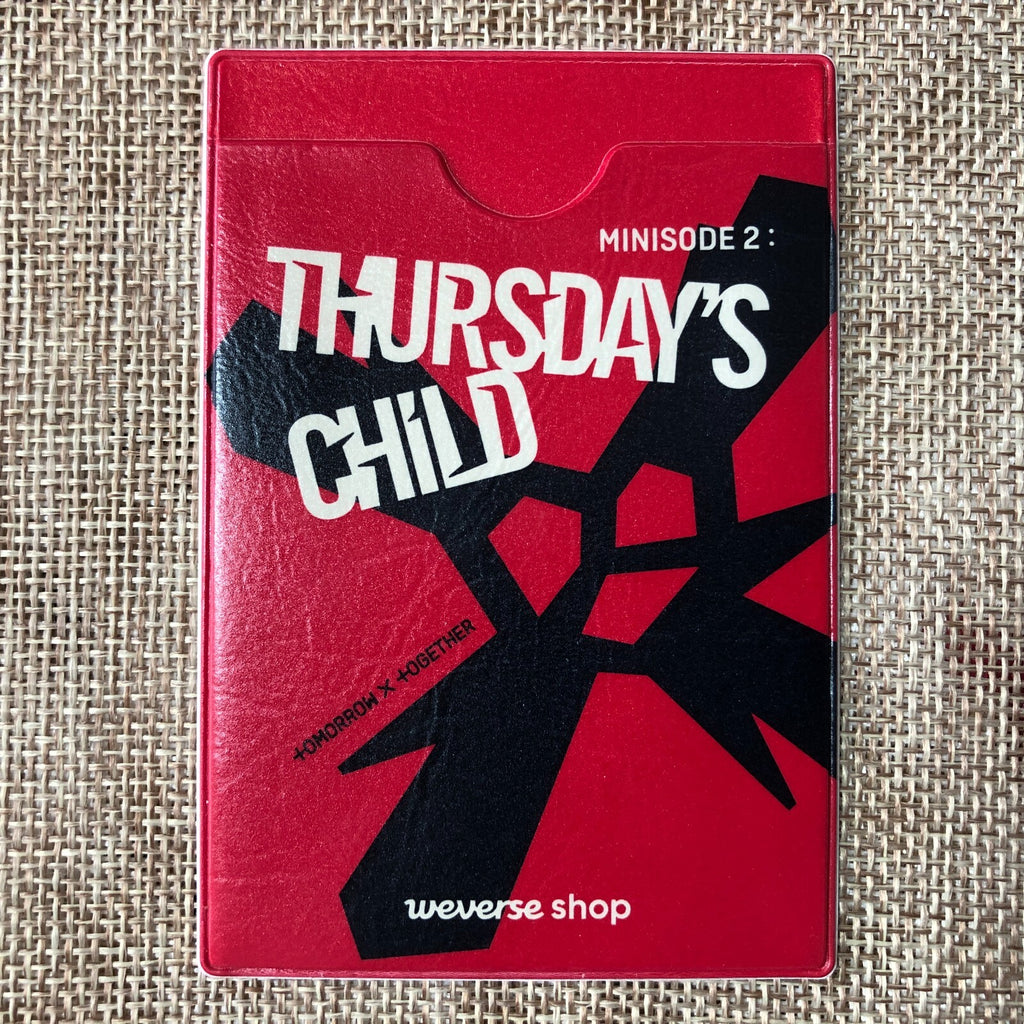 MINISODE 2 :
THURSDAY'S
CHILD
TOMORROW X TOGETHER
weverse shop